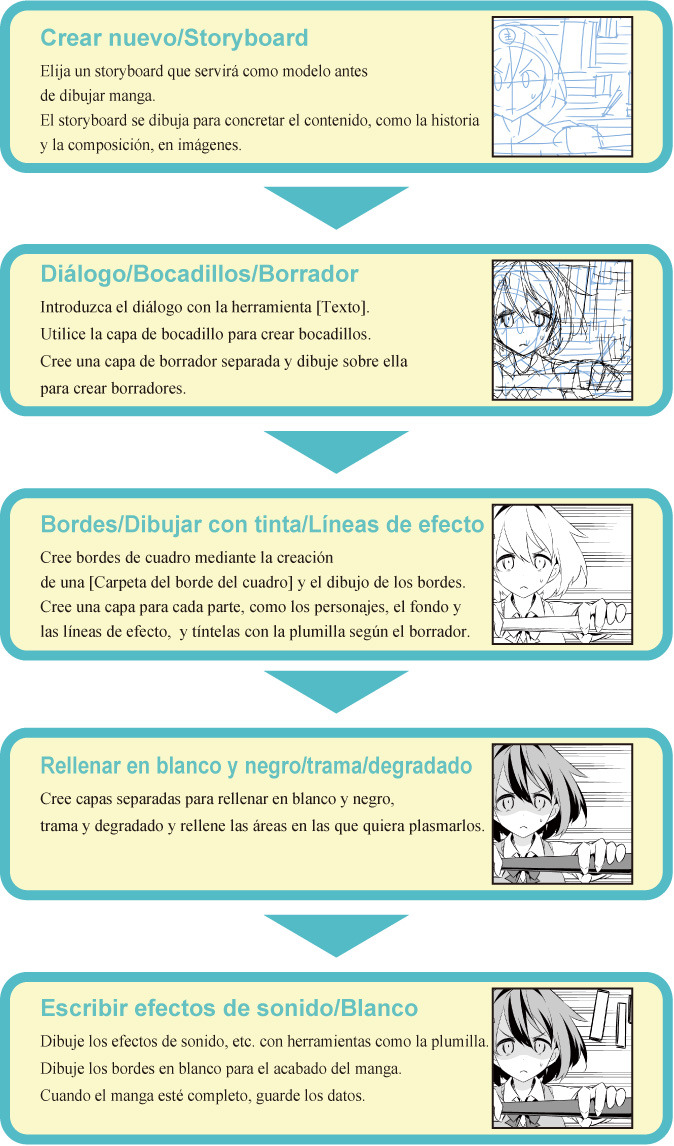 Crear nuevo/Storyboard
Elija un storyboard que servirá como modelo antes
de dibujar manga.
El storyboard se dibuja para concretar el contenido, como la historia
y la composición, en imágenes.
Diálogo/Bocadillos/Borrador
Introduzca el diálogo con la herramienta [Texto].
Utilice la capa de bocadillo para crear bocadillos.
Cree una capa de borrador separada y dibuje sobre ella
para crear borradores.
Bordes/Dibujar con tinta/Líneas de efecto
Cree bordes de cuadro mediante la creación
de una [Carpeta del borde del cuadro] y el dibujo de los bordes.
Cree una capa para cada parte, como los personajes, el fondo y
las líneas de efecto, y tíntelas con la plumilla según el borrador.
Rellenar en blanco y negro/trama/degradado
Cree capas separadas para rellenar en blanco y negro,
trama y degradado y rellene las áreas en las que quiera plasmarlos.
Escribir efectos de sonido/Blanco
Dibuje los efectos de sonido, etc. con herramientas como la plumilla.
Dibuje los bordes en blanco para el acabado del manga.
Cuando el manga esté completo, guarde los datos.